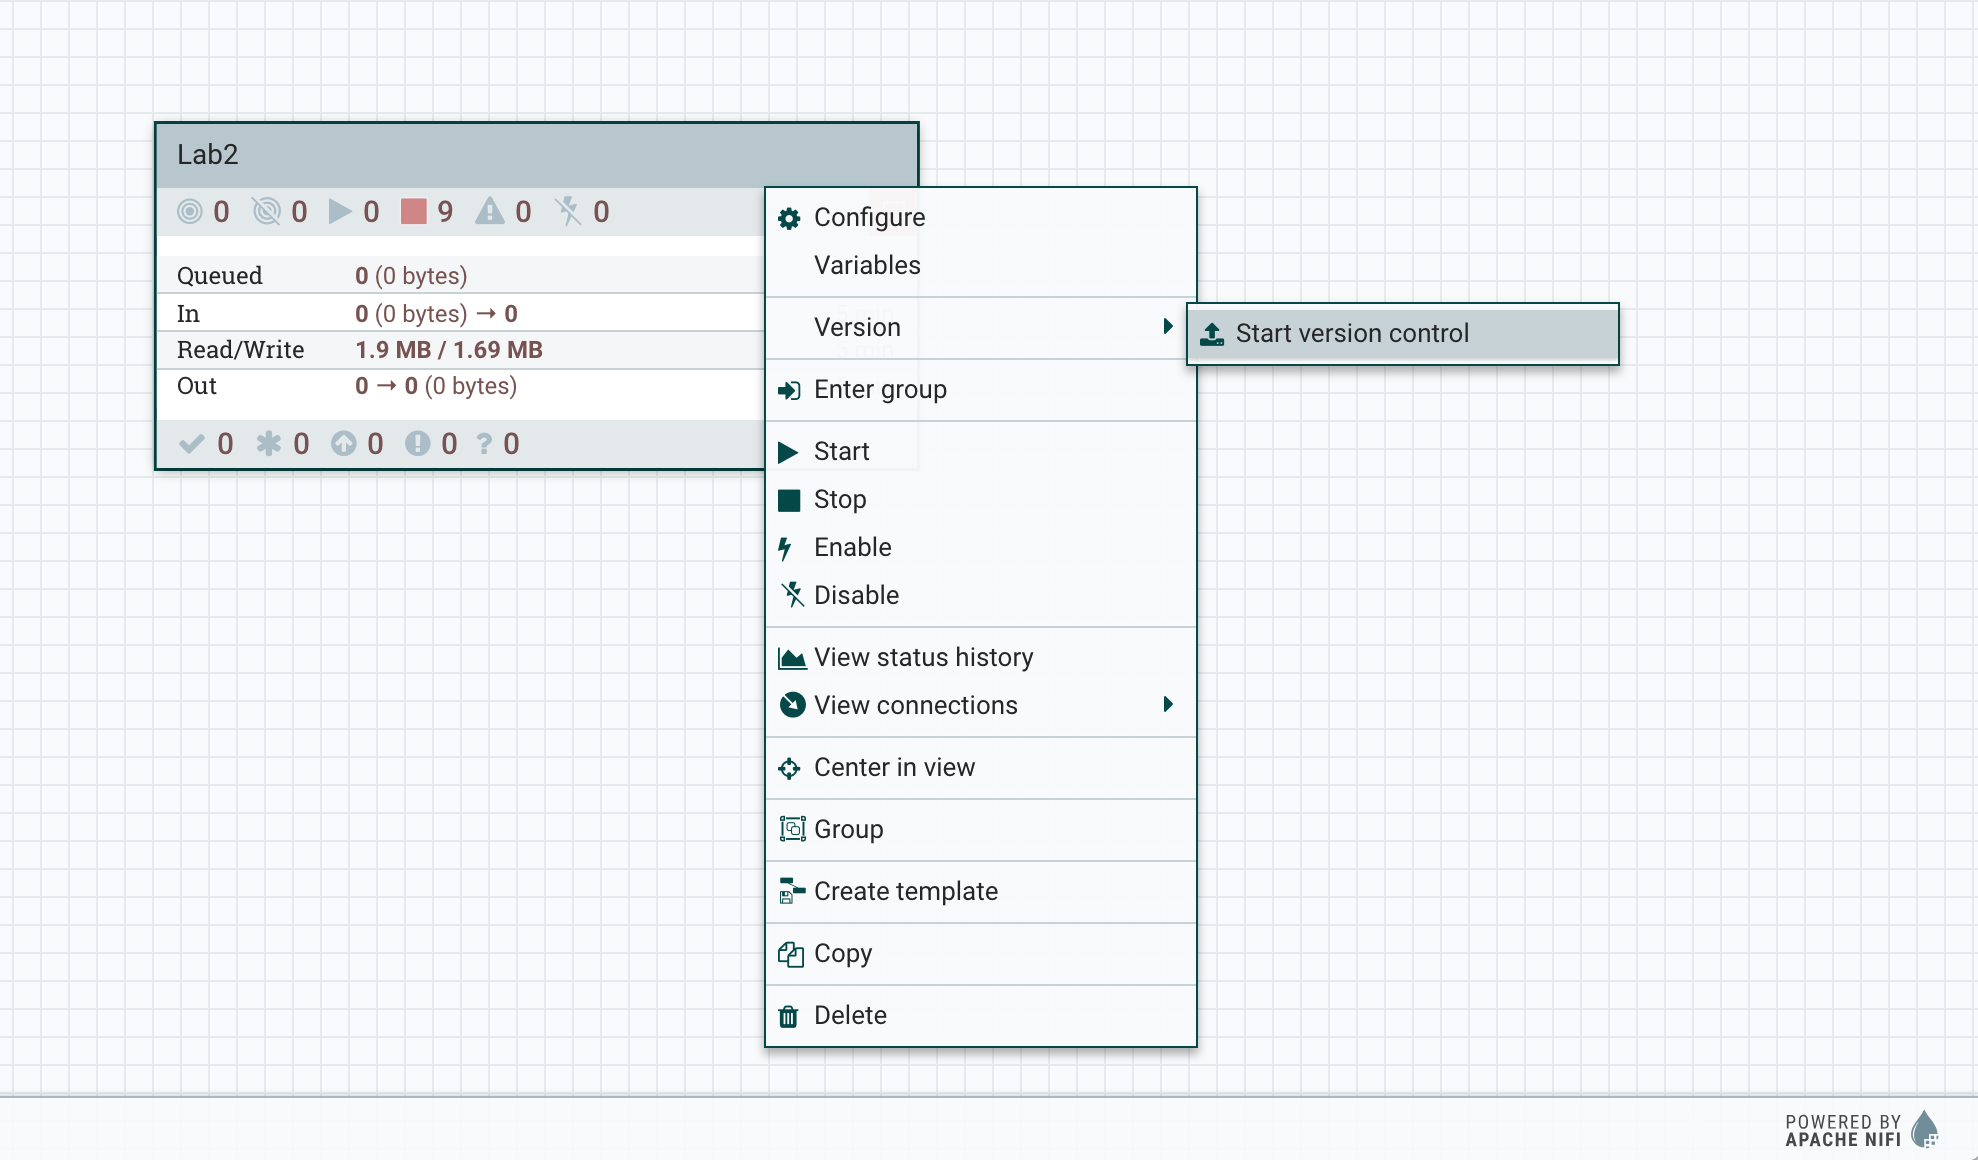 Lab2
0 0 0 9 0 0
Queued 0 (0 bytes)
In 0 (0 bytes) → 0
Read/Write 1.9 MB / 1.69 MB 5 min
Out 0 → 0 (0 bytes)
0 0 0 0 ? 0
Configure
Variables
Version
Start version control
Enter group
Start
Stop
Enable
Disable
View status history
View connections
Center in view
Group
Create template
Copy
Delete
POWERED BY
APACHE NIFI